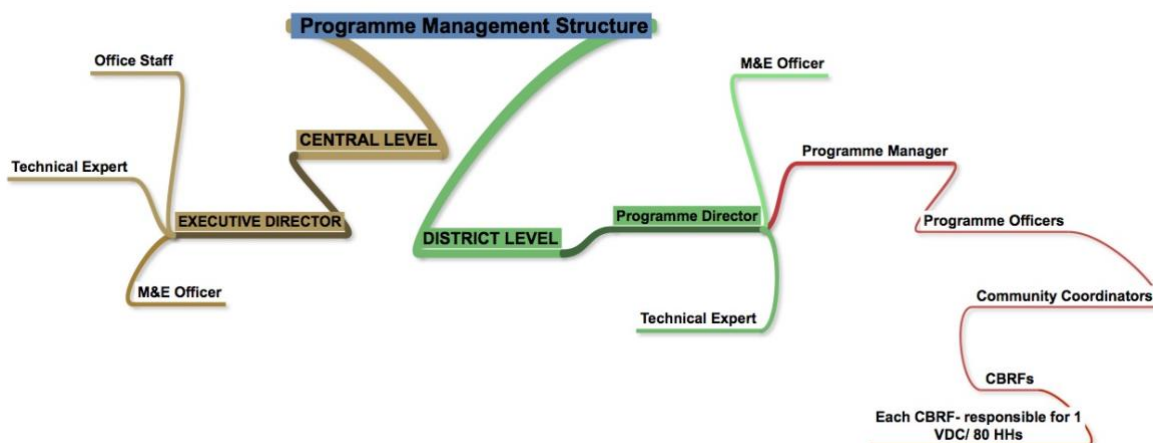 Programme Management Structure
Office Staff
M&E Officer
CENTRAL LEVEL
Programme Manager
Technical Expert
EXECUTIVE DIRECTOR
Programme Director
Programme Officers
DISTRICT LEVEL
M&E Officer
Community Coordinators
Technical Expert
CBRFs
Each CBRF- responsible for 1
VDC/ 80 HHs